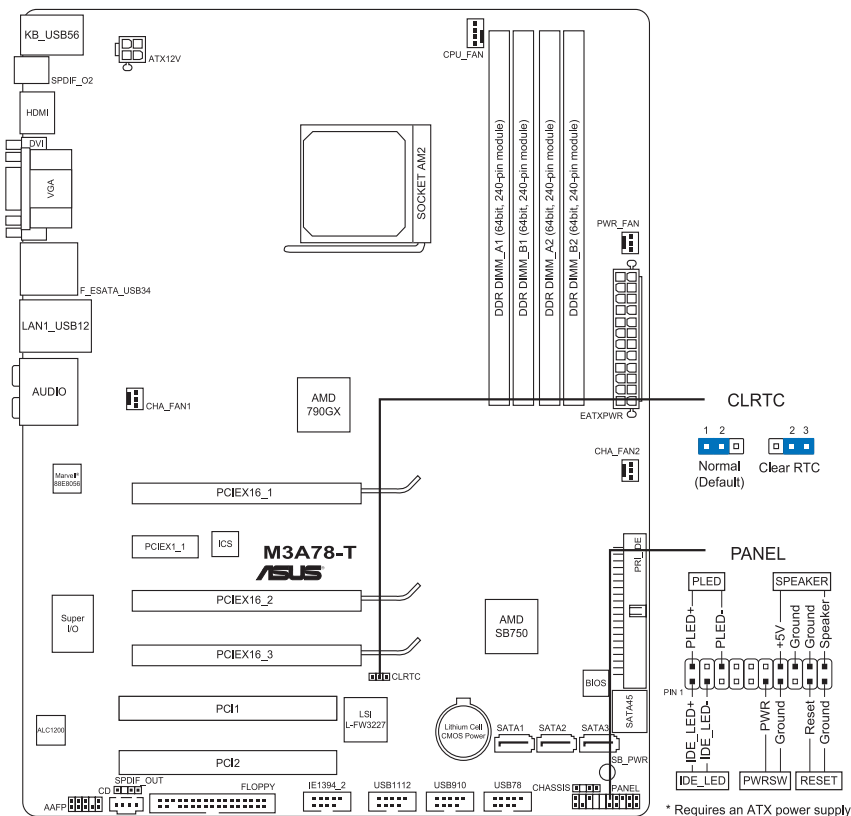 KB_USB56
ATX12V
CPU_FAN
SPDIF_O2
HDMI
DVI
VGA
SOCKET AM2
DDR DIMM_A1 (64bit, 240-pin module)
DDR DIMM_B1 (64bit, 240-pin module)
DDR DIMM_A2 (64bit, 240-pin module)
DDR DIMM_B2 (64bit, 240-pin module)
PWR_FAN
F_ESATA_USB34
LAN1_USB12
AUDIO
CHA_FAN1
AMD
790GX
EATXPWR
CLRTC
1 2
2 3
Normal
(Default)
Clear RTC
CHA_FAN2
Marvell®
88E8056
PCIEX16_1
PCIEX1_1
ICS
M3A78-T
ASUS
PRI_IDE
PANEL
PLED
SPEAKER
PLED+
PLED-
+5V
Ground
Ground
Speaker
PIN 1
IDE_LED+
IDE_LED-
PWR
Ground
Reset
Ground
IDE_LED
PWRSW
RESET
* Requires an ATX power supply
PCIEX16_2
Super
I/O
AMD
SB750
PCIEX16_3
CLRTC
BIOS
PCI1
LSI
L-FW3227
Lithium Cell
CMOS Power
SATA1
SATA2
SATA3
SATA45
ALC1200
PCI2
SB_PWR
SPDIF_OUT
CD
FLOPPY
IE1394_2
USB1112
USB910
USB78
CHASSIS
PANEL
AAFP